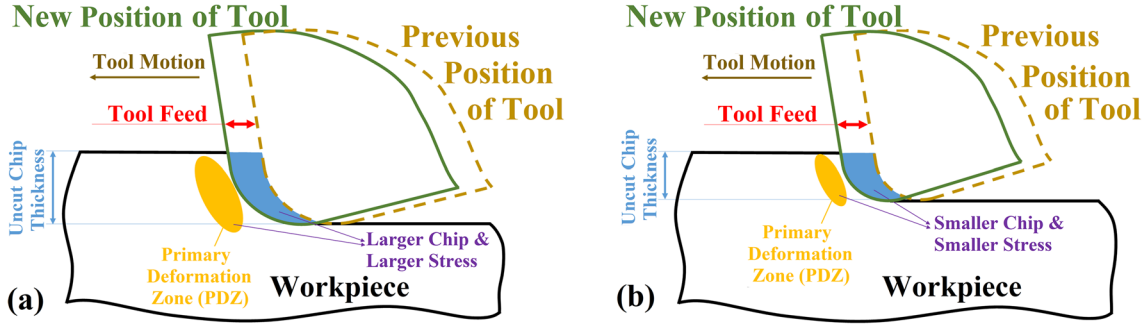 New Position of Tool
Previous
Position
of Tool
Tool Motion
Tool Feed
Uncut Chip
Thickness
Larger Chip &
Larger Stress
Primary
Deformation
Zone (PDZ)
Workpiece
(a)
New Position of Tool
Previous
Position
of Tool
Tool Motion
Tool Feed
Uncut Chip
Thickness
Smaller Chip &
Smaller Stress
Primary
Deformation
Zone (PDZ)
Workpiece
(b)